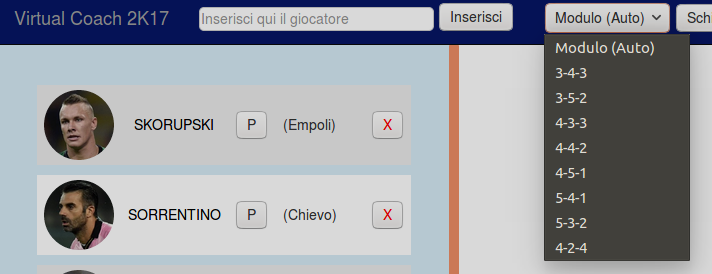 Virtual Coach 2K17 Inserisci qui il giocatore Inserisci Modulo (Auto)
Modulo (Auto)
3-4-3
3-5-2
4-3-3
4-4-2
4-5-1
5-4-1
5-3-2
4-2-4
SKORUPSKI P (Empoli) X
SORRENTINO P (Chievo) X